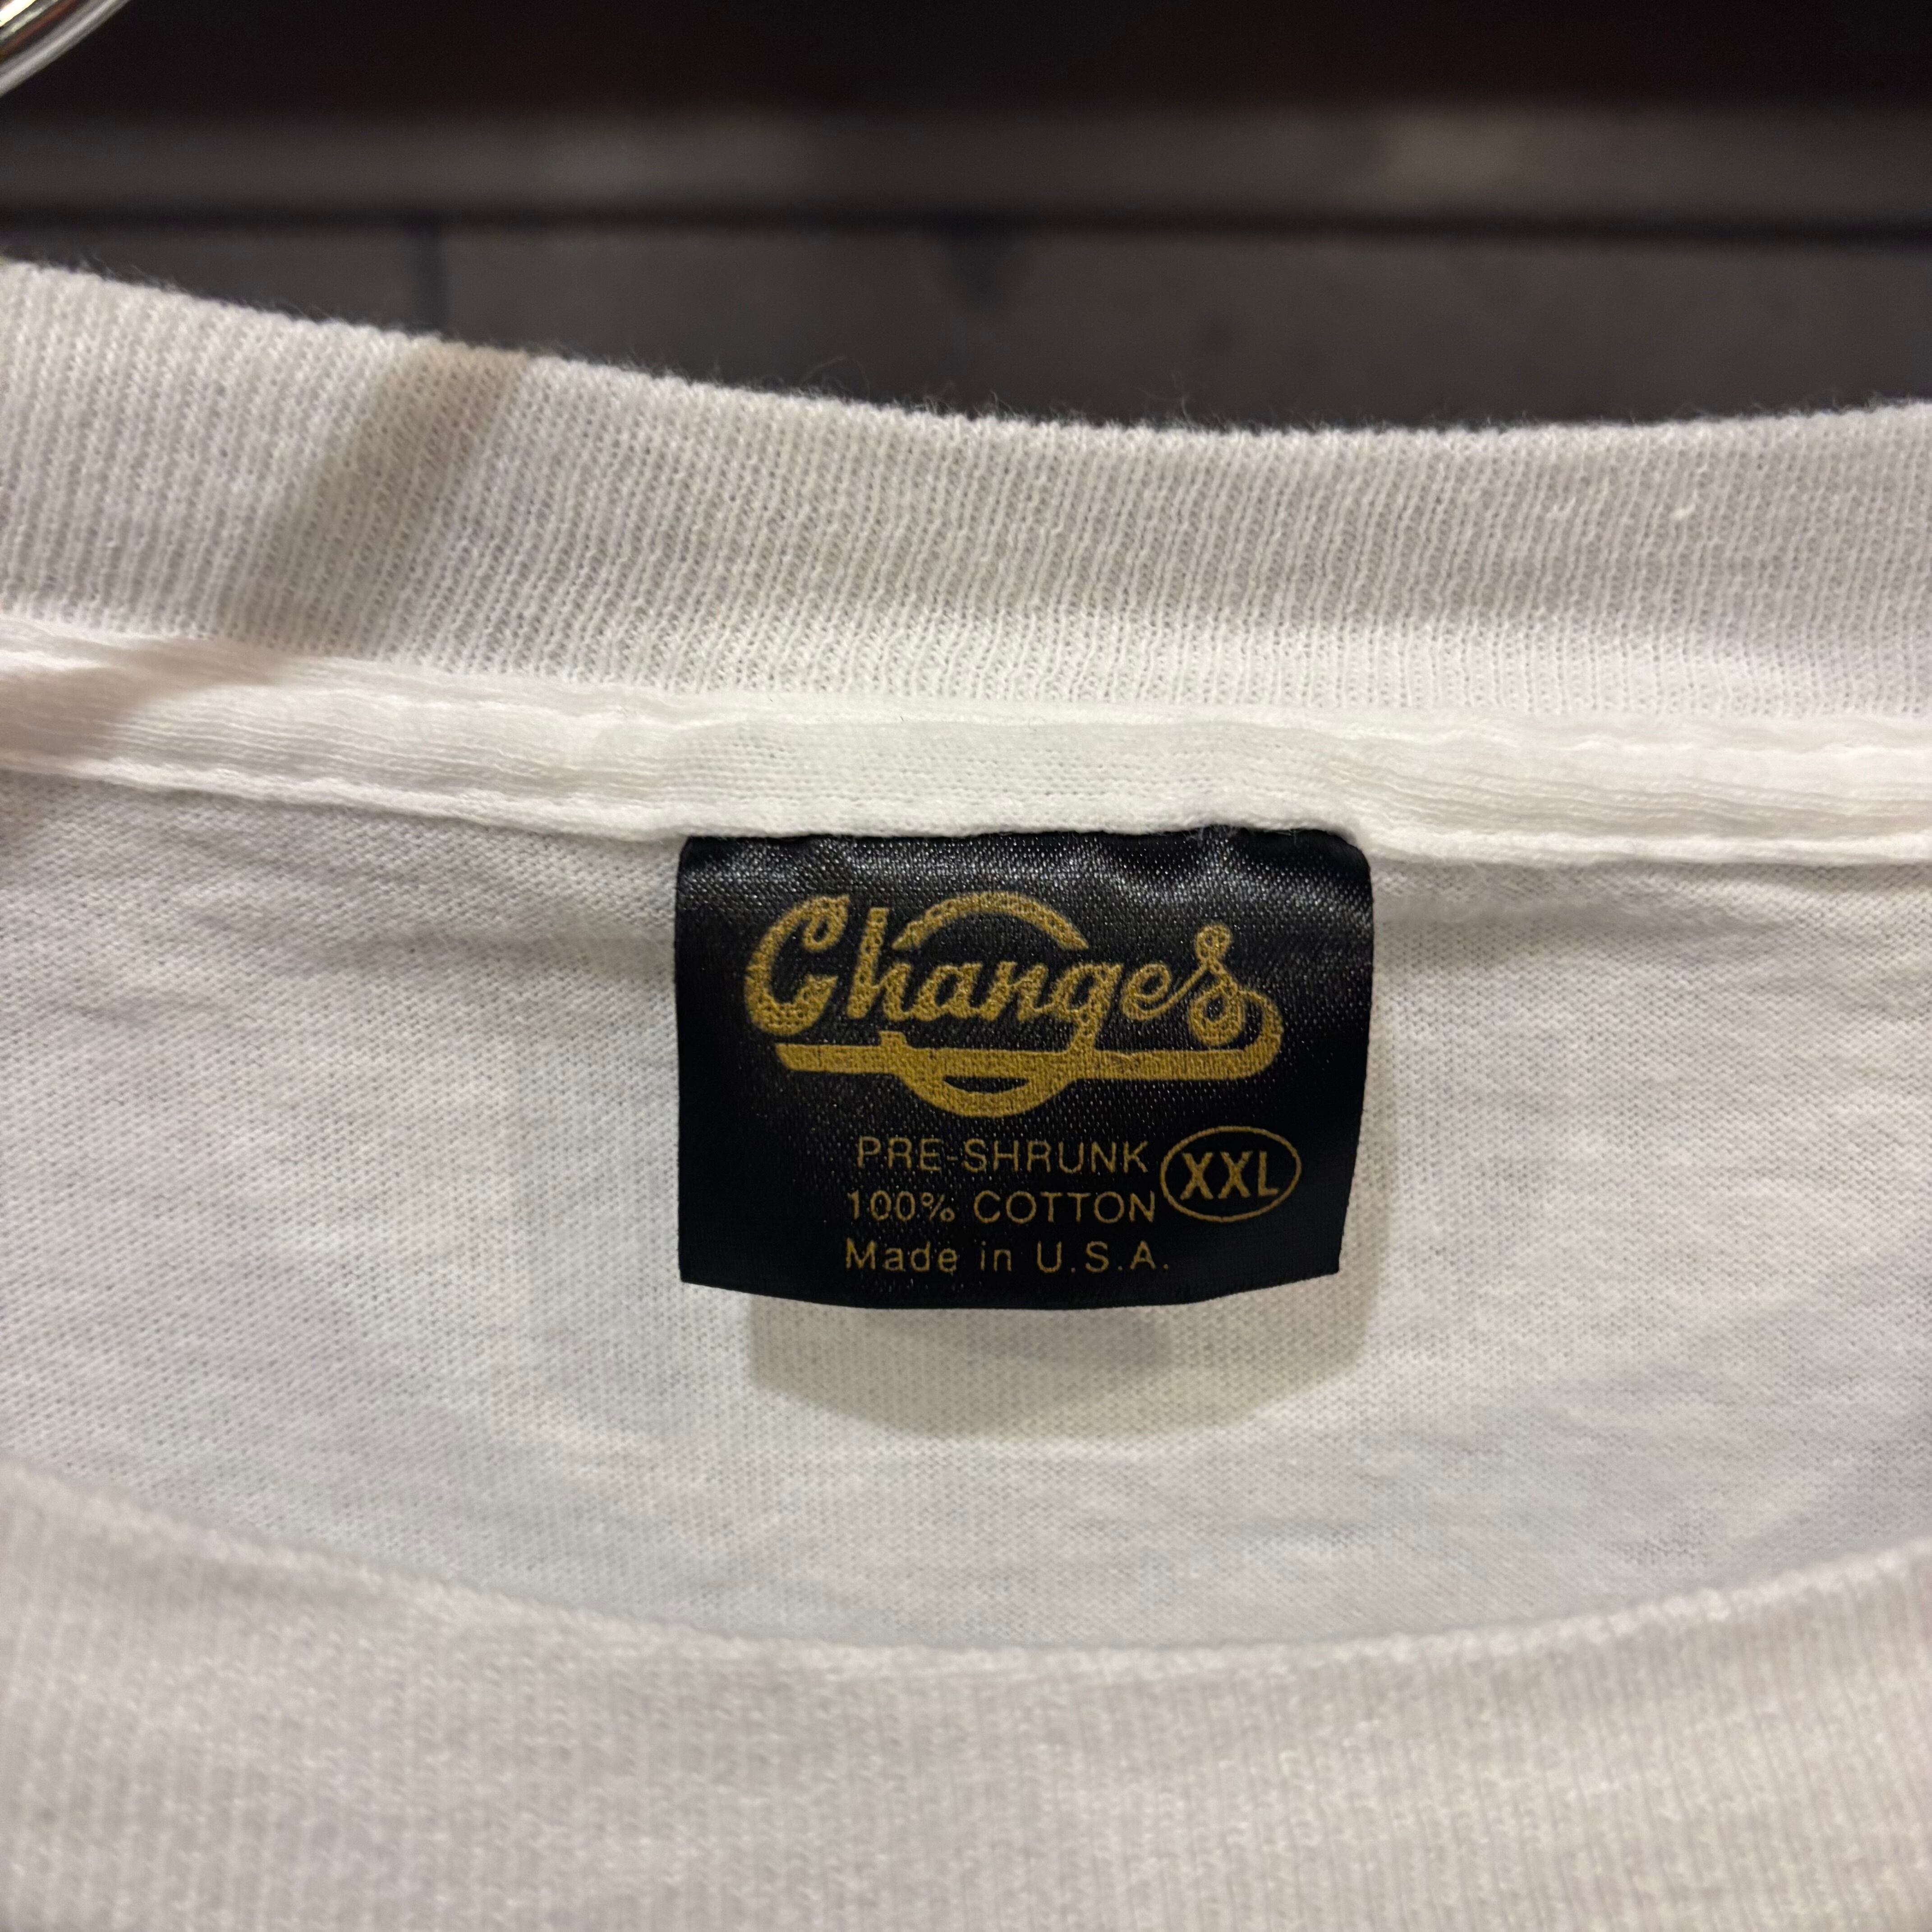 Changes
PRE-SHRUNK
100% COTTON
XXL
Made in U.S.A.